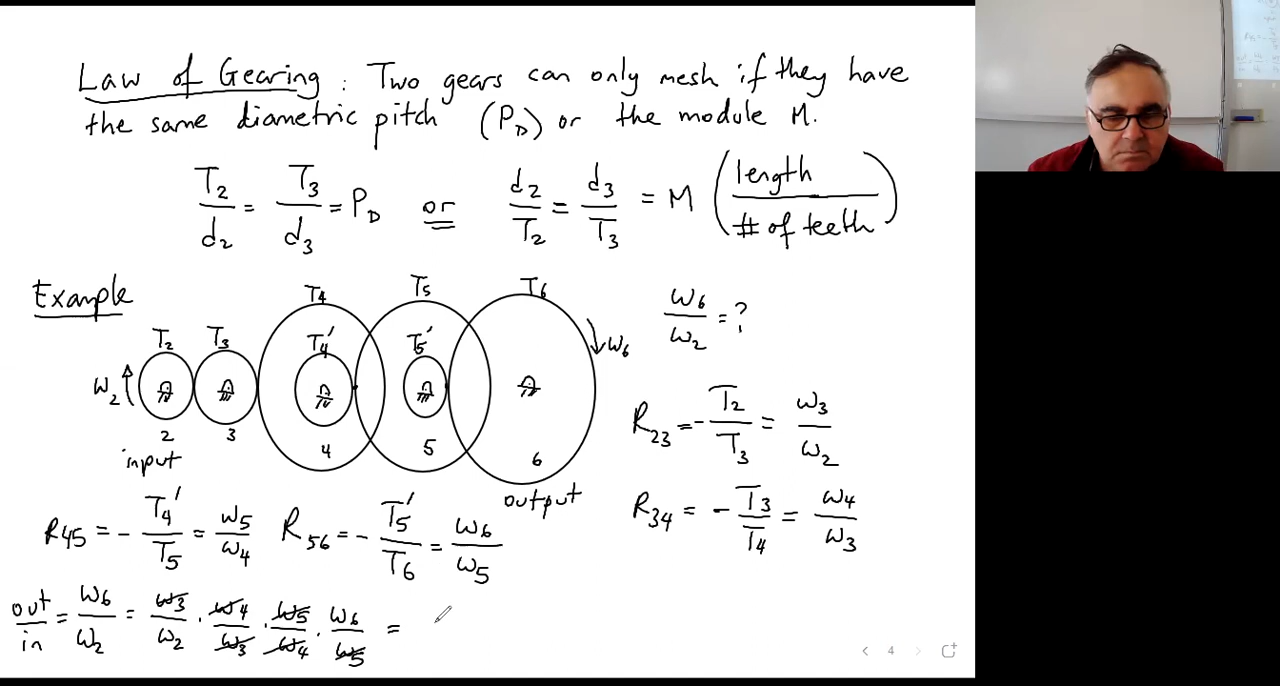 Law of Gearing: Two gears can only mesh if they have
the same diametric pitch (P_D) or the module M.
T2/d2 = T3/d3 = P_D or d2/T2 = d3/T3 = M (length/# of teeth)
Example
T2 T3 T4 T4' T5 T5' T6
ω6/ω2 = ?
ω2 ω6
2 3 4 5 6
input output
R23 = -T2/T3 = ω3/ω2
R34 = -T3/T4 = ω4/ω3
R45 = -T4'/T5 = ω5/ω4 R56 = -T5'/T6 = ω6/ω5
out/in = ω6/ω2 = ω3/ω2 · ω4/ω3 · ω5/ω4 · ω6/ω5 =
4